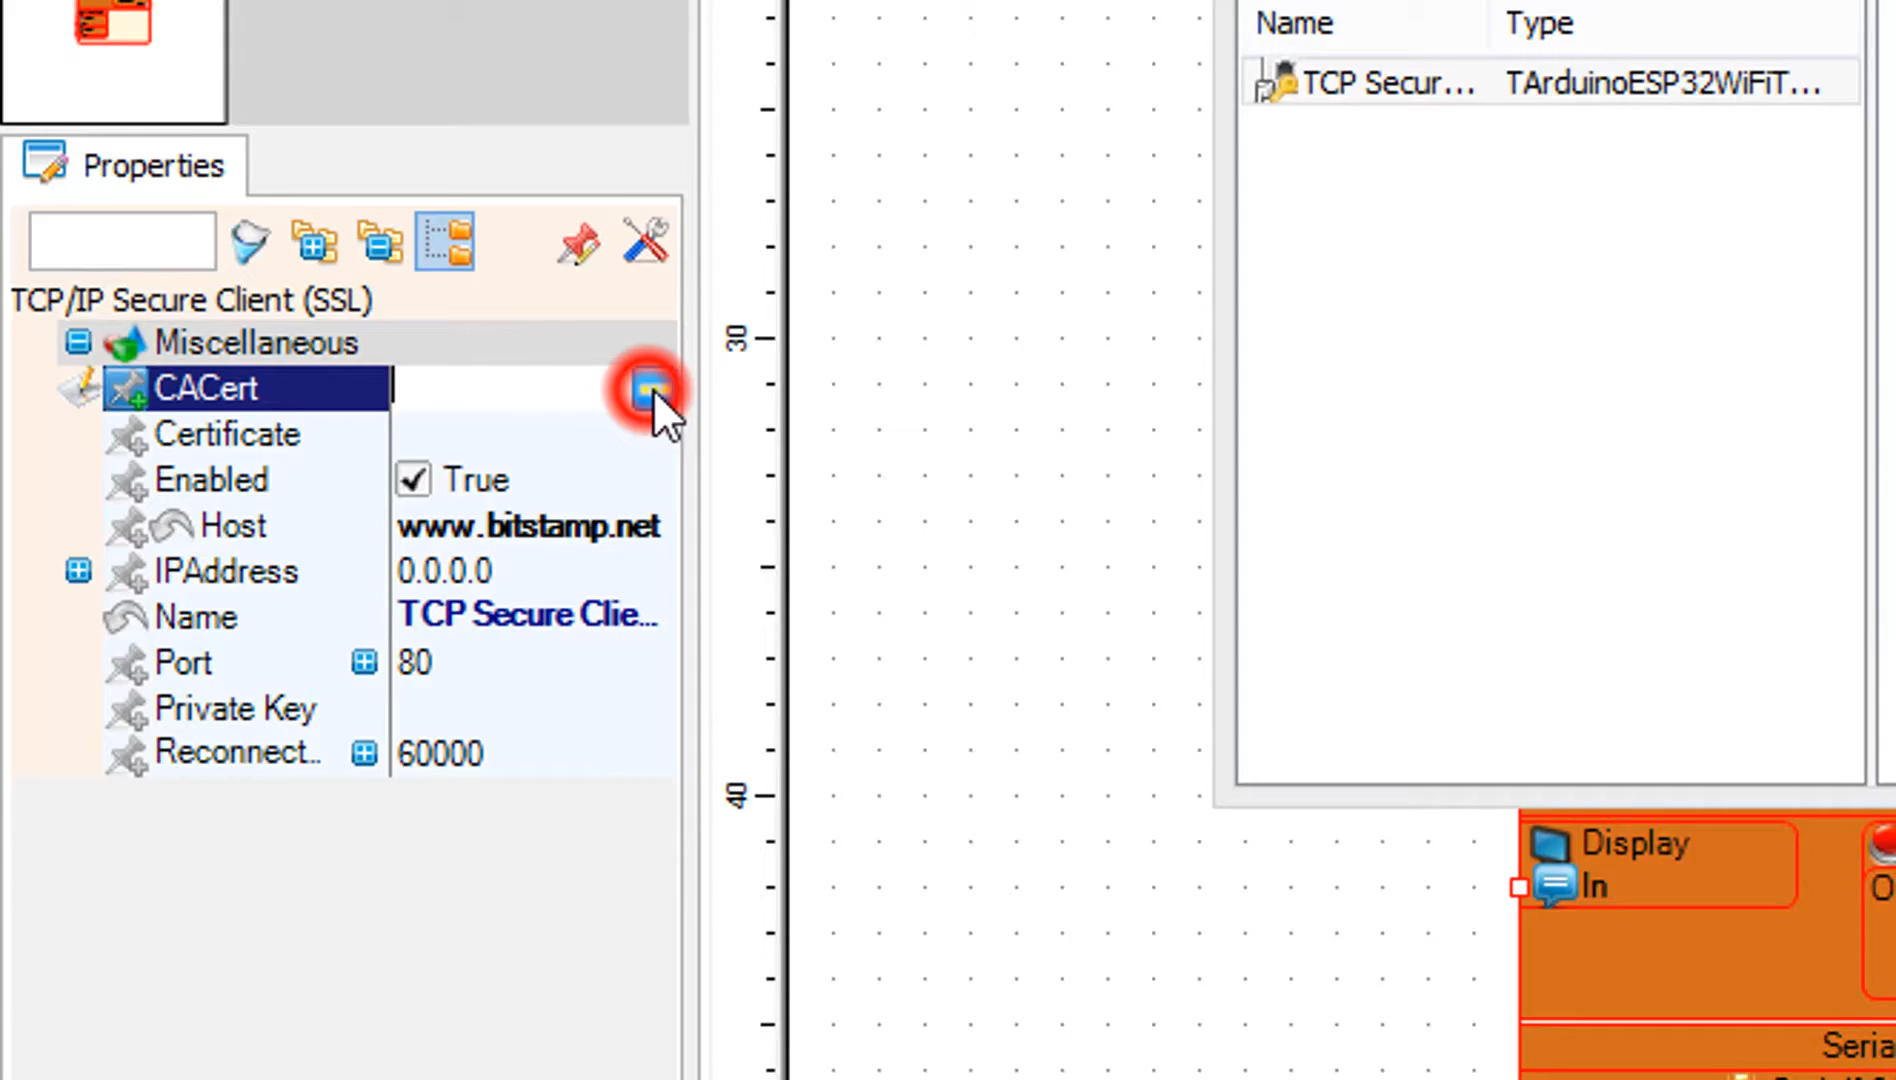 Name Type
TCP Secur... TArduinoESP32WiFiT...
Properties
TCP/IP Secure Client (SSL)
Miscellaneous
CACert
Certificate
Enabled True
Host www.bitstamp.net
IPAddress 0.0.0.0
Name TCP Secure Clie...
Port 80
Private Key
Reconnect.. 60000
30
40
Display
In
O
Seria